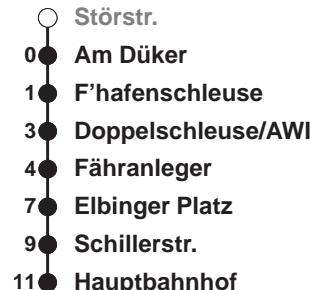 Störstr.
0 Am Düker
1 F'hafenschleuse
3 Doppelschleuse/AWI
4 Fähranleger
7 Elbinger Platz
9 Schillerstr.
11 Hauptbahnhof